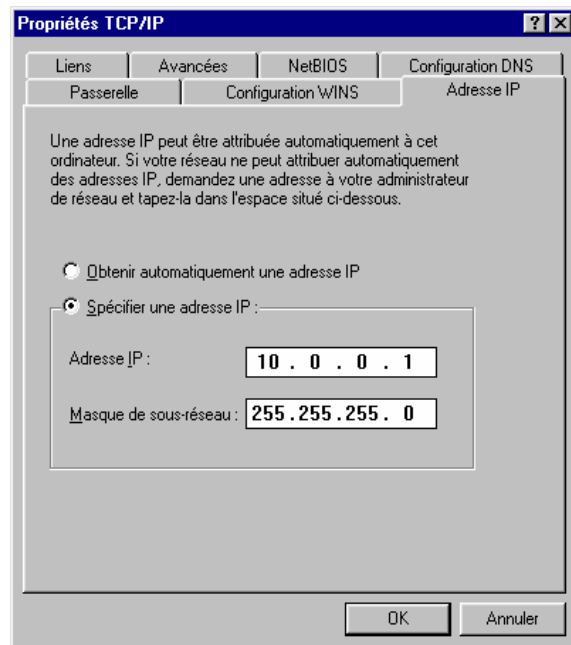 Propriétés TCP/IP
Liens Avancées NetBIOS Configuration DNS
Passerelle Configuration WINS Adresse IP
Une adresse IP peut être attribuée automatiquement à cet
ordinateur. Si votre réseau ne peut attribuer automatiquement
des adresses IP, demandez une adresse à votre administrateur
de réseau et tapez-la dans l'espace situé ci-dessous.
Obtenir automatiquement une adresse IP
Spécifier une adresse IP :
Adresse IP : 10 . 0 . 0 . 1
Masque de sous-réseau : 255.255.255. 0
OK Annuler